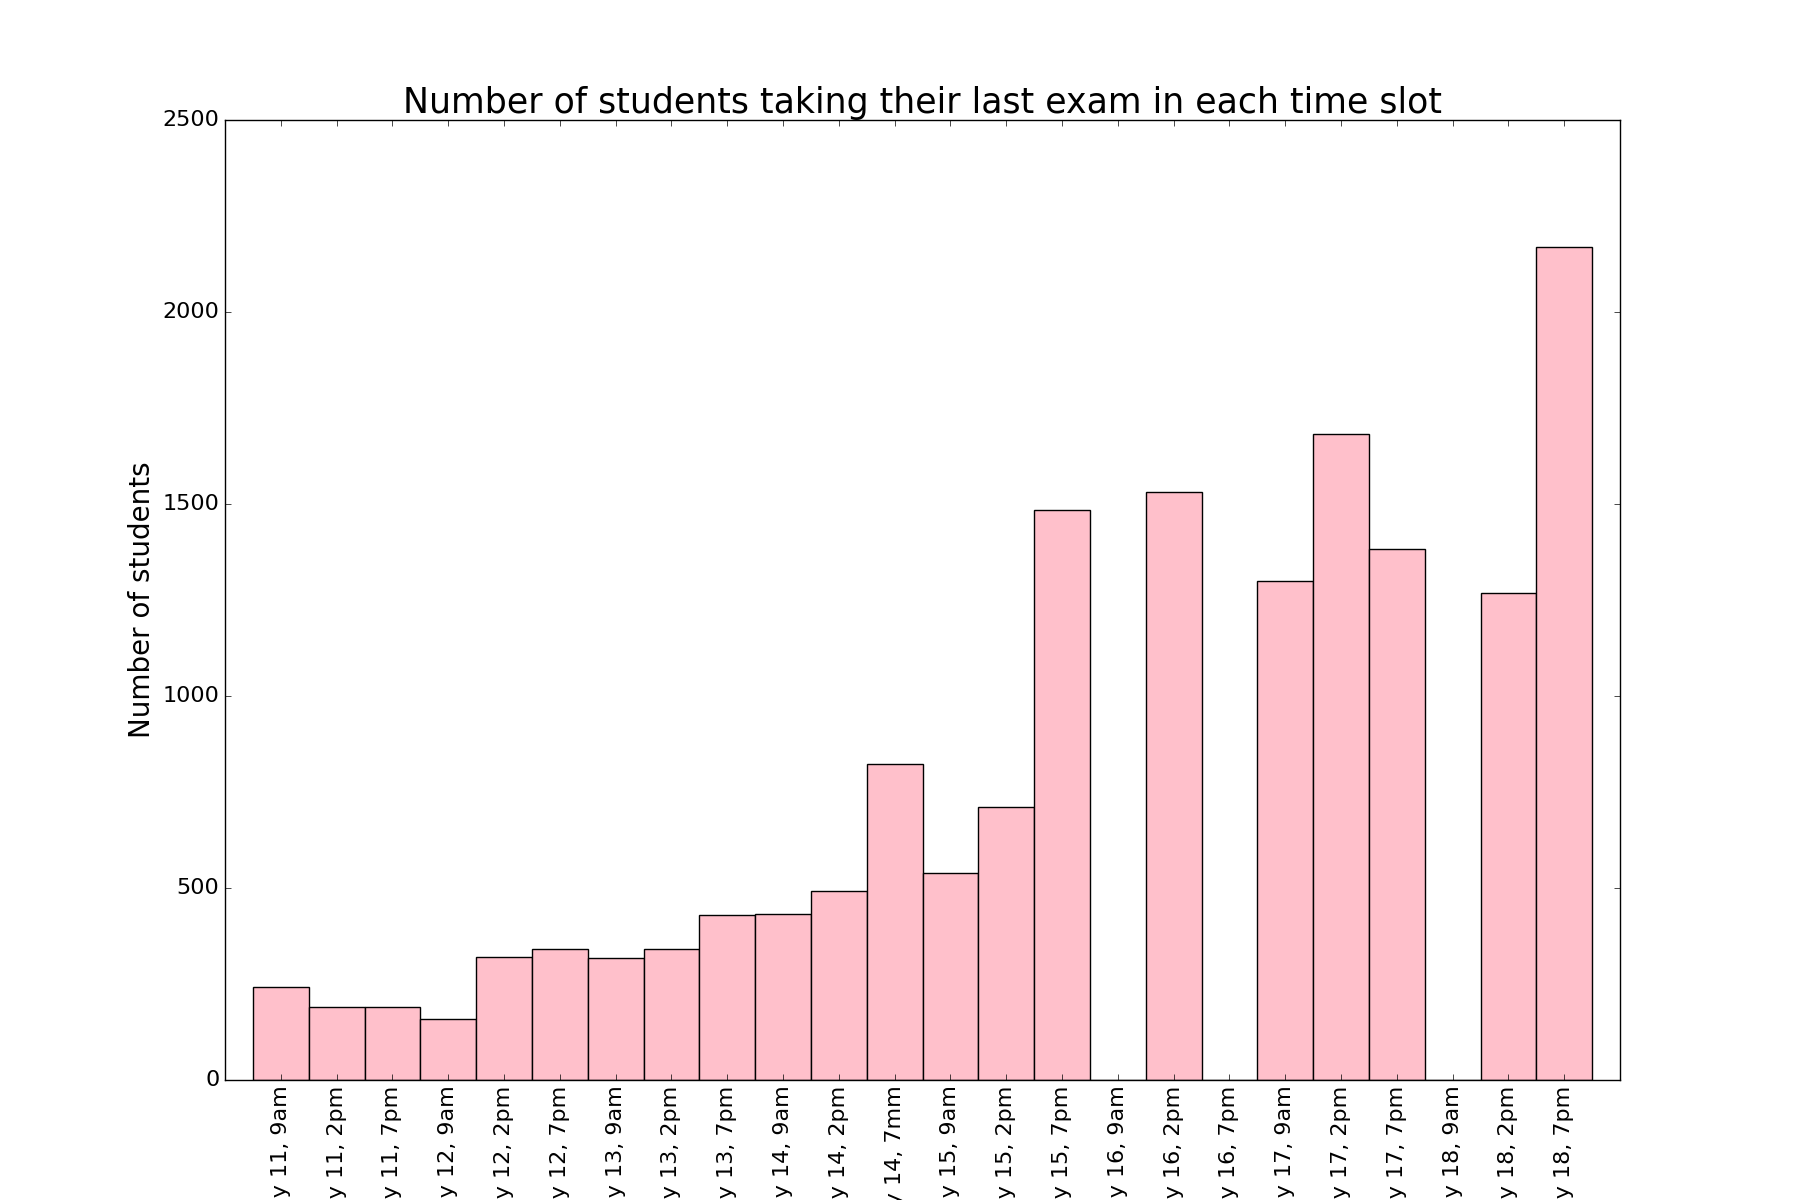 Number of students taking their last exam in each time slot
Number of students
2500
2000
1500
1000
500
0
y 11, 9am
y 11, 2pm
y 11, 7pm
y 12, 9am
y 12, 2pm
y 12, 7pm
y 13, 9am
y 13, 2pm
y 13, 7pm
y 14, 9am
y 14, 2pm
y 14, 7mm
y 15, 9am
y 15, 2pm
y 15, 7pm
y 16, 9am
y 16, 2pm
y 16, 7pm
y 17, 9am
y 17, 2pm
y 17, 7pm
y 18, 9am
y 18, 2pm
y 18, 7pm